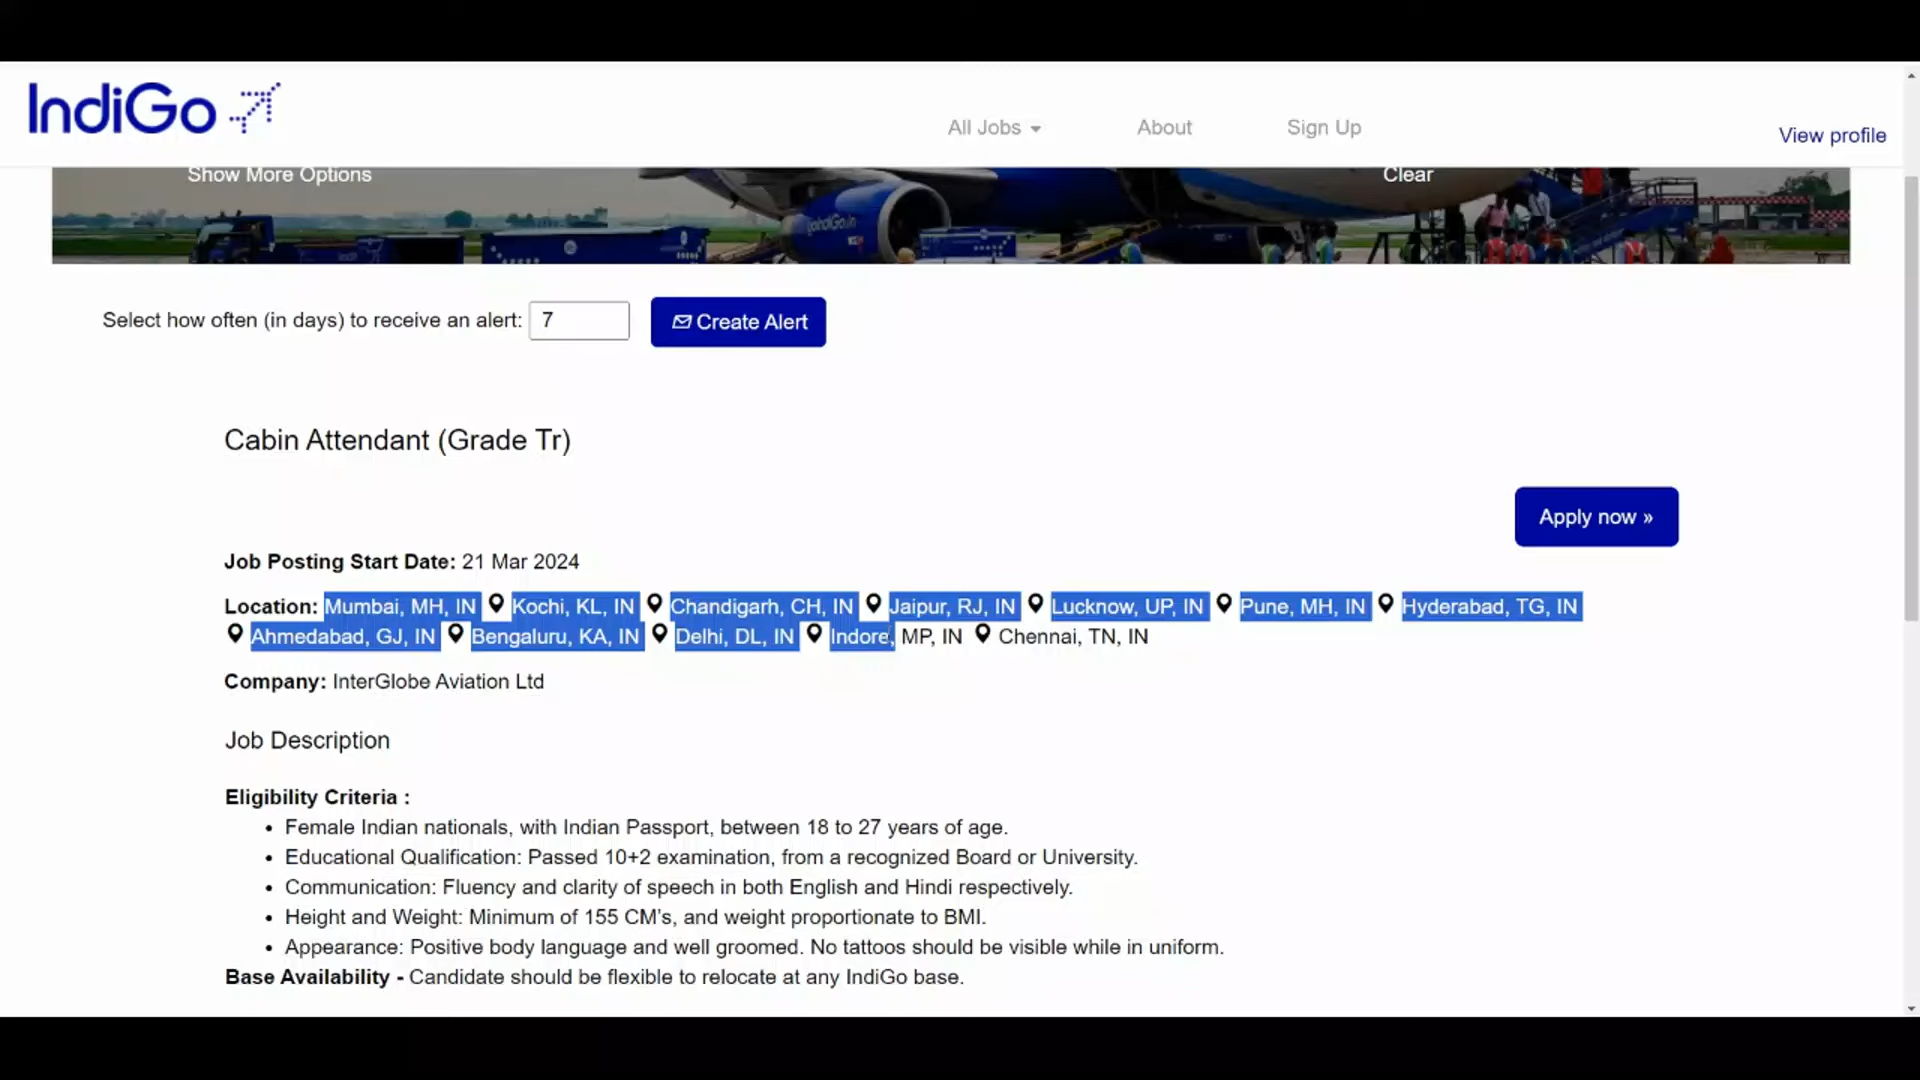 IndiGo
All Jobs
About
Sign Up
View profile
Show More Options
Clear
goIndiGo.in
Select how often (in days) to receive an alert: 7
Create Alert
Cabin Attendant (Grade Tr)
Apply now »
Job Posting Start Date: 21 Mar 2024
Location: Mumbai, MH, IN Kochi, KL, IN Chandigarh, CH, IN Jaipur, RJ, IN Lucknow, UP, IN Pune, MH, IN Hyderabad, TG, IN
Ahmedabad, GJ, IN Bengaluru, KA, IN Delhi, DL, IN Indore, MP, IN Chennai, TN, IN
Company: InterGlobe Aviation Ltd
Job Description
Eligibility Criteria :
• Female Indian nationals, with Indian Passport, between 18 to 27 years of age.
• Educational Qualification: Passed 10+2 examination, from a recognized Board or University.
• Communication: Fluency and clarity of speech in both English and Hindi respectively.
• Height and Weight: Minimum of 155 CM's, and weight proportionate to BMI.
• Appearance: Positive body language and well groomed. No tattoos should be visible while in uniform.
Base Availability - Candidate should be flexible to relocate at any IndiGo base.